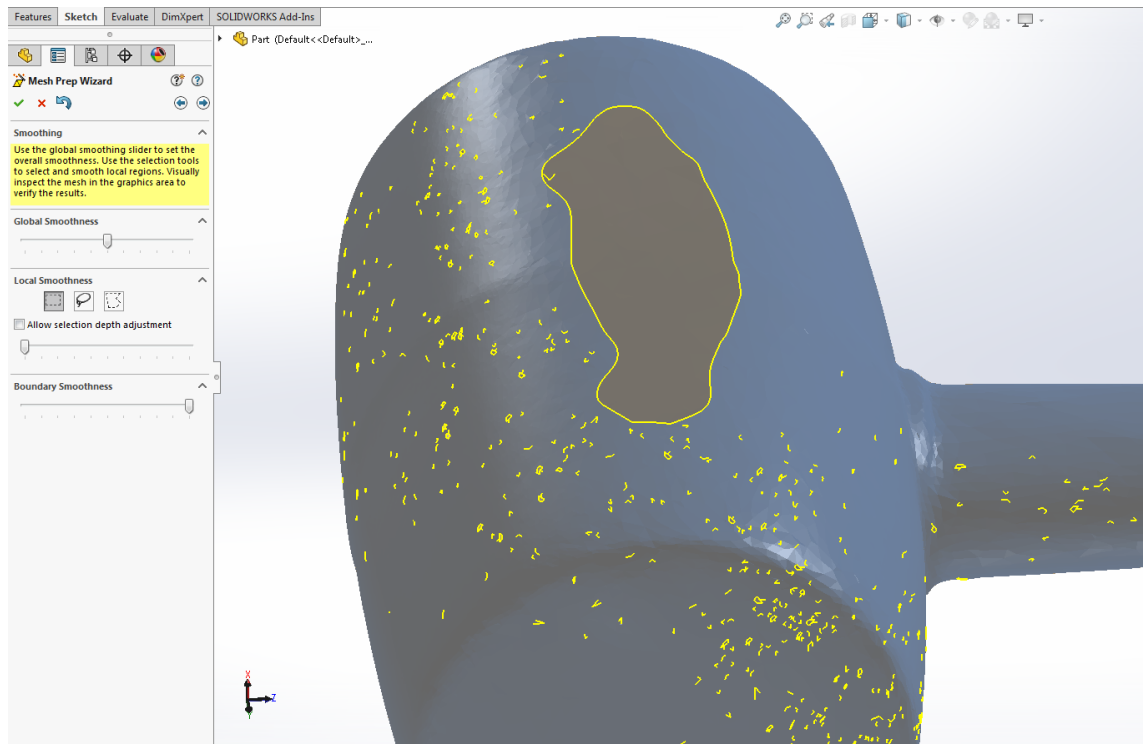 Features Sketch Evaluate DimXpert SOLIDWORKS Add-Ins
Part (Default<<Default>_...
Mesh Prep Wizard
Smoothing
Use the global smoothing slider to set the
overall smoothness. Use the selection tools
to select and smooth local regions. Visually
inspect the mesh in the graphics area to
verify the results.
Global Smoothness
Local Smoothness
Allow selection depth adjustment
Boundary Smoothness
X
Z
Y